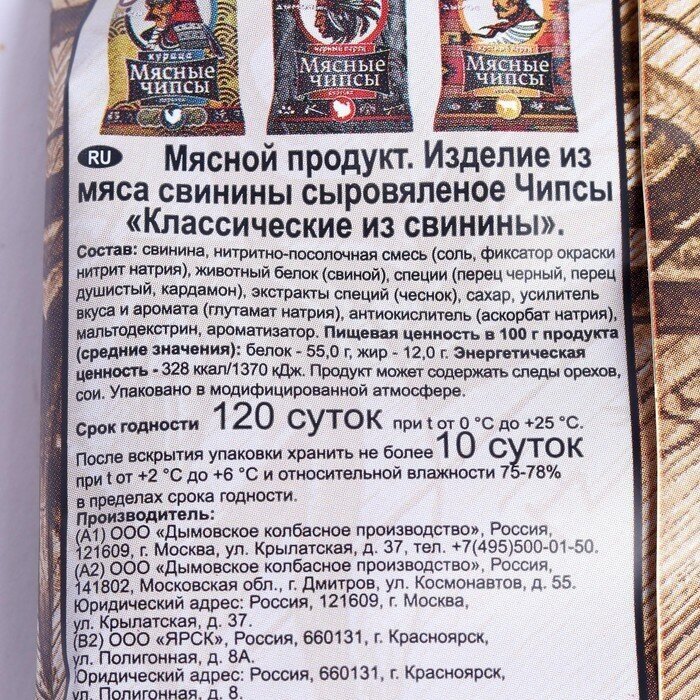 курица
Мясные чипсы
Мясные чипсы
Мясные чипсы
RU Мясной продукт. Изделие из
мяса свинины сыровяленое Чипсы
«Классические из свинины».
Состав: свинина, нитритно-посолочная смесь (соль, фиксатор окраски
нитрит натрия), животный белок (свиной), специи (перец черный, перец
душистый, кардамон), экстракты специй (чеснок), сахар, усилитель
вкуса и аромата (глутамат натрия), антиокислитель (аскорбат натрия),
мальтодекстрин, ароматизатор. Пищевая ценность в 100 г продукта
(средние значения): белок - 55,0 г, жир - 12,0 г. Энергетическая
ценность - 328 ккал/1370 кДж. Продукт может содержать следы орехов,
сои. Упаковано в модифицированной атмосфере.
Срок годности 120 суток при t от 0 °C до +25 °C.
После вскрытия упаковки хранить не более 10 суток
при t от +2 °C до +6 °C и относительной влажности 75-78%
в пределах срока годности.
Производитель:
(А1) ООО «Дымовское колбасное производство», Россия,
121609, г. Москва, ул. Крылатская, д. 37, тел. +7(495)500-01-50.
(А2) ООО «Дымовское колбасное производство», Россия,
141802, Московская обл., г. Дмитров, ул. Космонавтов, д. 55.
Юридический адрес: Россия, 121609, г. Москва,
ул. Крылатская, д. 37.
(В2) ООО «ЯРСК», Россия, 660131, г. Красноярск,
ул. Полигонная, д. 8А.
Юридический адрес: Россия, 660131, г. Красноярск,
ул. Полигонная, д. 8.